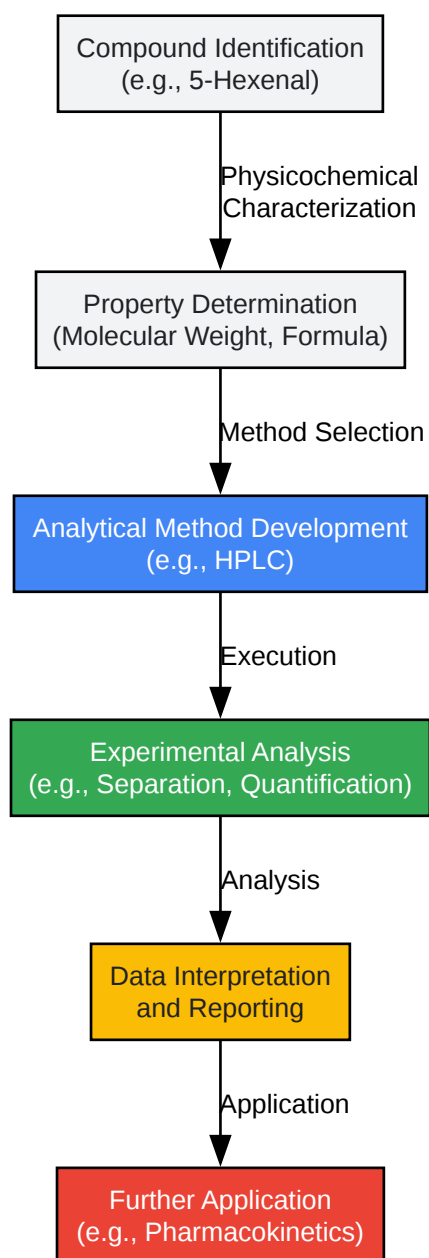 Compound Identification
(e.g., 5-Hexenal)
Physicochemical
Characterization
Property Determination
(Molecular Weight, Formula)
Method Selection
Analytical Method Development
(e.g., HPLC)
Execution
Experimental Analysis
(e.g., Separation, Quantification)
Analysis
Data Interpretation
and Reporting
Application
Further Application
(e.g., Pharmacokinetics)